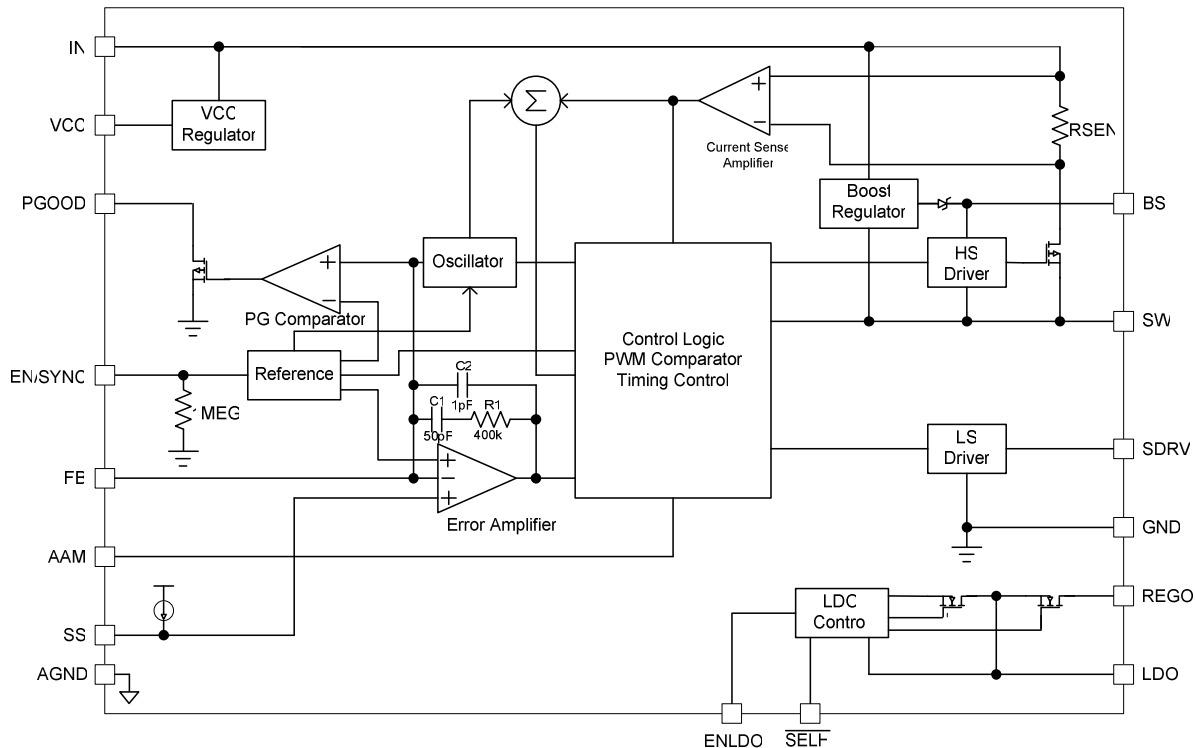 IN
VCC
VCC
Regulator
Σ
+
−
Current Sense
Amplifier
RSEN
PGOOD
Boost
Regulator
BS
+
−
PG Comparator
Oscillator
HS
Driver
SW
Control Logic
PWM Comparator
Timing Control
EN/SYNC
Reference
MEG
C2
1pF
C1
50pF
R1
400k
FB
+
−
+
Error Amplifier
LS
Driver
SDRV
GND
AAM
LDO
Contro
REGO
SS
AGND
LDO
ENLDO
SELF